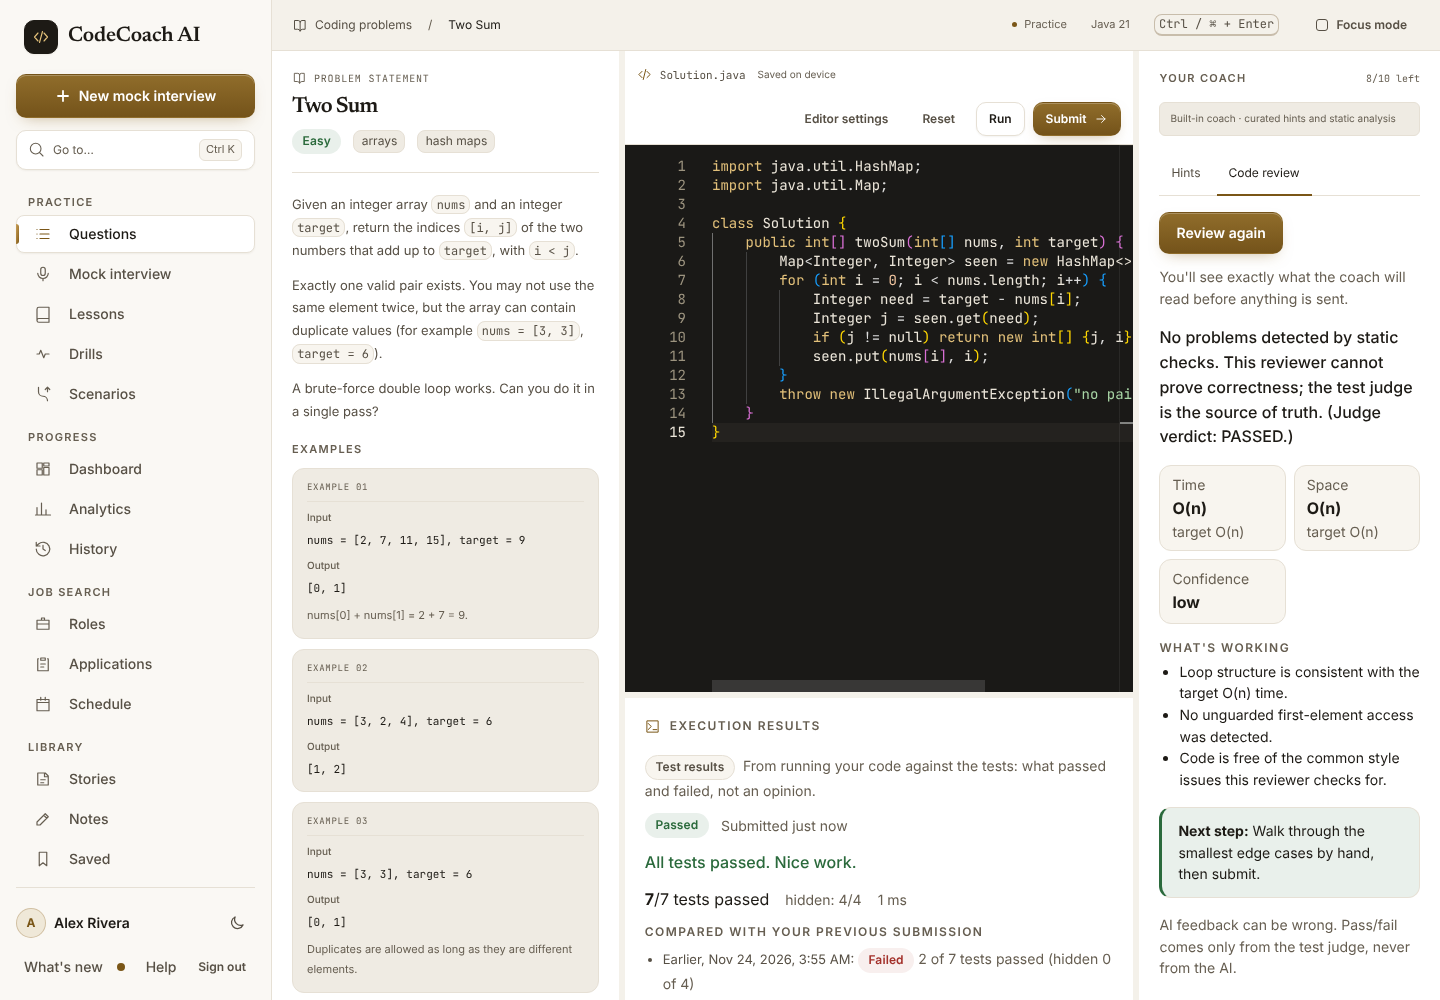 CodeCoach AI
New mock interview
Go to...
Ctrl K
PRACTICE
Questions
Mock interview
Lessons
Drills
Scenarios
PROGRESS
Dashboard
Analytics
History
JOB SEARCH
Roles
Applications
Schedule
LIBRARY
Stories
Notes
Saved
A Alex Rivera
What's new Help Sign out
Coding problems / Two Sum
Practice Java 21 Ctrl / ⌘ + Enter Focus mode
PROBLEM STATEMENT
Two Sum
Easy arrays hash maps
Given an integer array nums and an integer
target, return the indices [i, j] of the two
numbers that add up to target, with i < j.
Exactly one valid pair exists. You may not use the
same element twice, but the array can contain
duplicate values (for example nums = [3, 3],
target = 6).
A brute-force double loop works. Can you do it in
a single pass?
EXAMPLES
EXAMPLE 01
Input
nums = [2, 7, 11, 15], target = 9
Output
[0, 1]
nums[0] + nums[1] = 2 + 7 = 9.
EXAMPLE 02
Input
nums = [3, 2, 4], target = 6
Output
[1, 2]
EXAMPLE 03
Input
nums = [3, 3], target = 6
Output
[0, 1]
Duplicates are allowed as long as they are different
elements.
Solution.java Saved on device
Editor settings Reset Run Submit
1 import java.util.HashMap;
2 import java.util.Map;
3
4 class Solution {
5 public int[] twoSum(int[] nums, int target) {
6 Map<Integer, Integer> seen = new HashMap<>
7 for (int i = 0; i < nums.length; i++) {
8 Integer need = target - nums[i];
9 Integer j = seen.get(need);
10 if (j != null) return new int[] {j, i}
11 seen.put(nums[i], i);
12 }
13 throw new IllegalArgumentException("no pai
14 }
15 }
EXECUTION RESULTS
Test results From running your code against the tests: what passed
and failed, not an opinion.
Passed Submitted just now
All tests passed. Nice work.
7/7 tests passed hidden: 4/4 1 ms
COMPARED WITH YOUR PREVIOUS SUBMISSION
• Earlier, Nov 24, 2026, 3:55 AM: Failed 2 of 7 tests passed (hidden 0
of 4)
YOUR COACH 8/10 left
Built-in coach · curated hints and static analysis
Hints Code review
Review again
You'll see exactly what the coach will
read before anything is sent.
No problems detected by static
checks. This reviewer cannot
prove correctness; the test judge
is the source of truth. (Judge
verdict: PASSED.)
Time
O(n)
target O(n)
Space
O(n)
target O(n)
Confidence
low
WHAT'S WORKING
• Loop structure is consistent with the
target O(n) time.
• No unguarded first-element access
was detected.
• Code is free of the common style
issues this reviewer checks for.
Next step: Walk through the
smallest edge cases by hand,
then submit.
AI feedback can be wrong. Pass/fail
comes only from the test judge, never
from the AI.